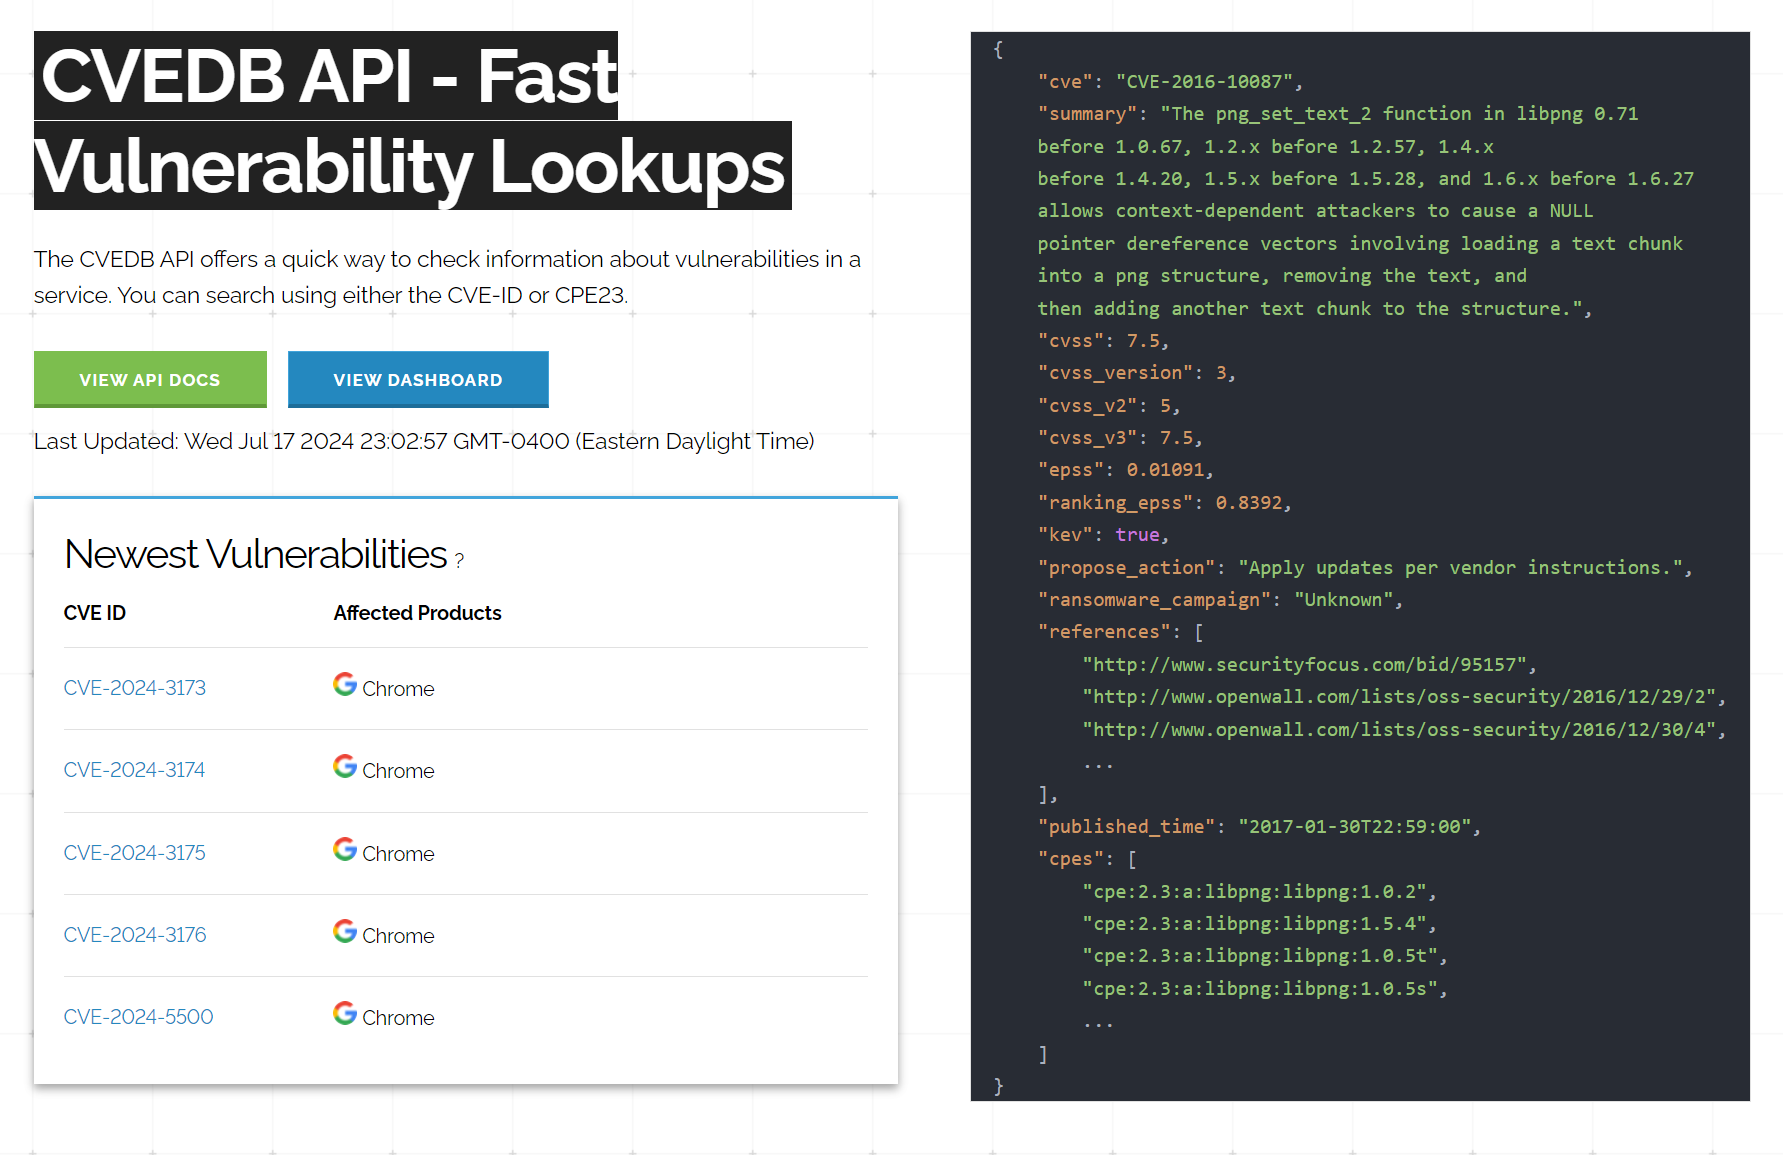 CVEDB API - Fast
Vulnerability Lookups
The CVEDB API offers a quick way to check information about vulnerabilities in a
service. You can search using either the CVE-ID or CPE23.
VIEW API DOCS
VIEW DASHBOARD
Last Updated: Wed Jul 17 2024 23:02:57 GMT-0400 (Eastern Daylight Time)
Newest Vulnerabilities ?
CVE ID Affected Products
CVE-2024-3173 Chrome
CVE-2024-3174 Chrome
CVE-2024-3175 Chrome
CVE-2024-3176 Chrome
CVE-2024-5500 Chrome
{
"cve": "CVE-2016-10087",
"summary": "The png_set_text_2 function in libpng 0.71
before 1.0.67, 1.2.x before 1.2.57, 1.4.x
before 1.4.20, 1.5.x before 1.5.28, and 1.6.x before 1.6.27
allows context-dependent attackers to cause a NULL
pointer dereference vectors involving loading a text chunk
into a png structure, removing the text, and
then adding another text chunk to the structure.",
"cvss": 7.5,
"cvss_version": 3,
"cvss_v2": 5,
"cvss_v3": 7.5,
"epss": 0.01091,
"ranking_epss": 0.8392,
"kev": true,
"propose_action": "Apply updates per vendor instructions.",
"ransomware_campaign": "Unknown",
"references": [
"http://www.securityfocus.com/bid/95157",
"http://www.openwall.com/lists/oss-security/2016/12/29/2",
"http://www.openwall.com/lists/oss-security/2016/12/30/4",
...
],
"published_time": "2017-01-30T22:59:00",
"cpes": [
"cpe:2.3:a:libpng:libpng:1.0.2",
"cpe:2.3:a:libpng:libpng:1.5.4",
"cpe:2.3:a:libpng:libpng:1.0.5t",
"cpe:2.3:a:libpng:libpng:1.0.5s",
...
]
}